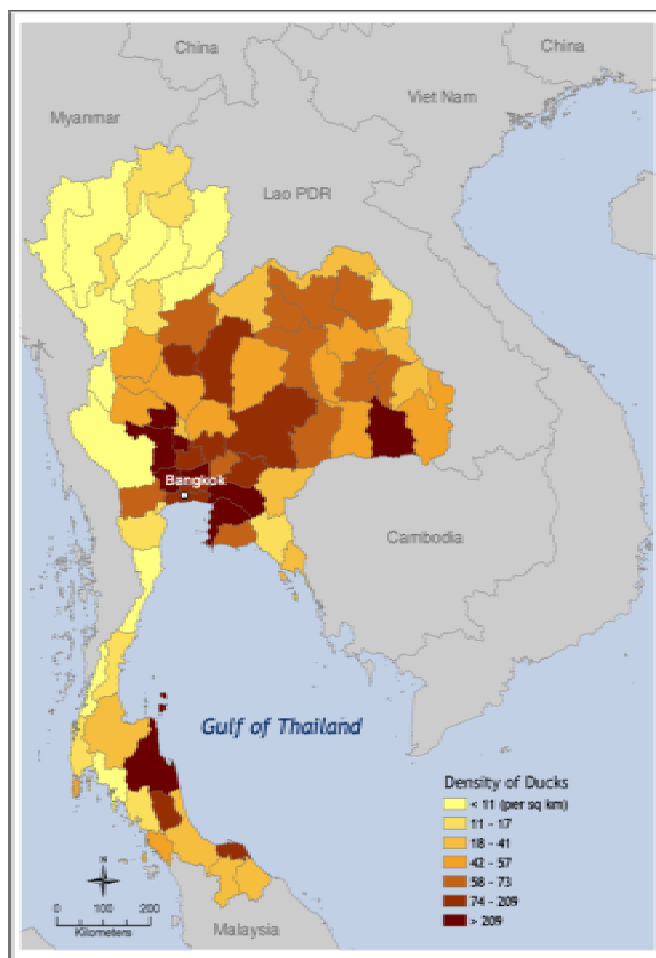 China
China
Viet Nam
Myanmar
Lao PDR
Bangkok
Cambodia
Gulf of Thailand
Density of Ducks
< 11 (per sq km)
11 - 17
18 - 41
42 - 57
58 - 73
74 - 209
> 209
N
0 100 200
Kilometers
Malaysia